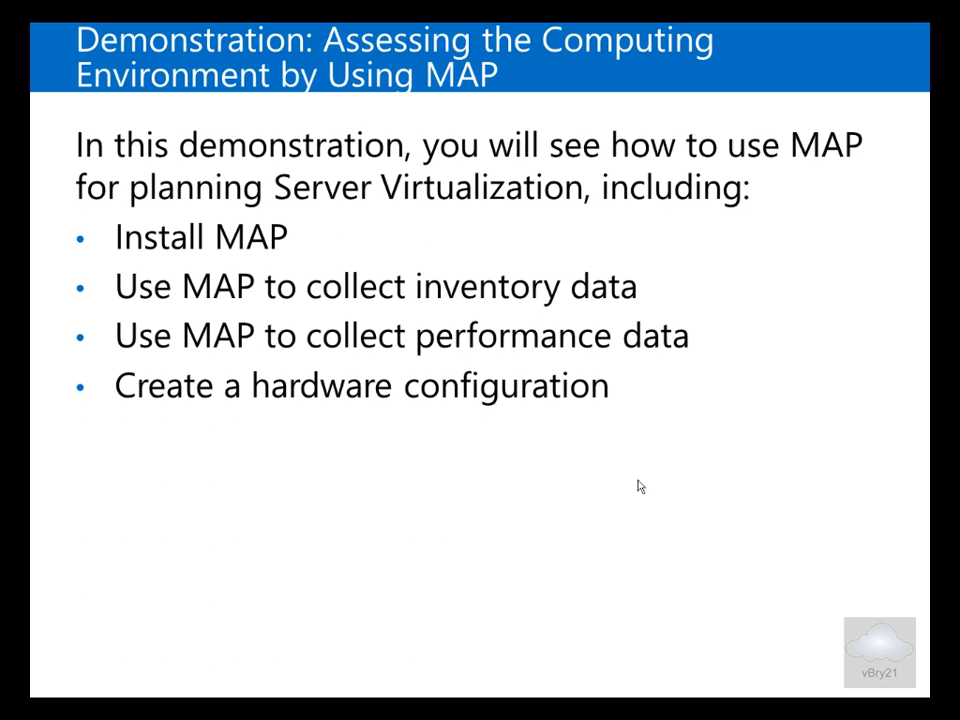 Demonstration: Assessing the Computing
Environment by Using MAP
In this demonstration, you will see how to use MAP
for planning Server Virtualization, including:
• Install MAP
• Use MAP to collect inventory data
• Use MAP to collect performance data
• Create a hardware configuration
vBry21